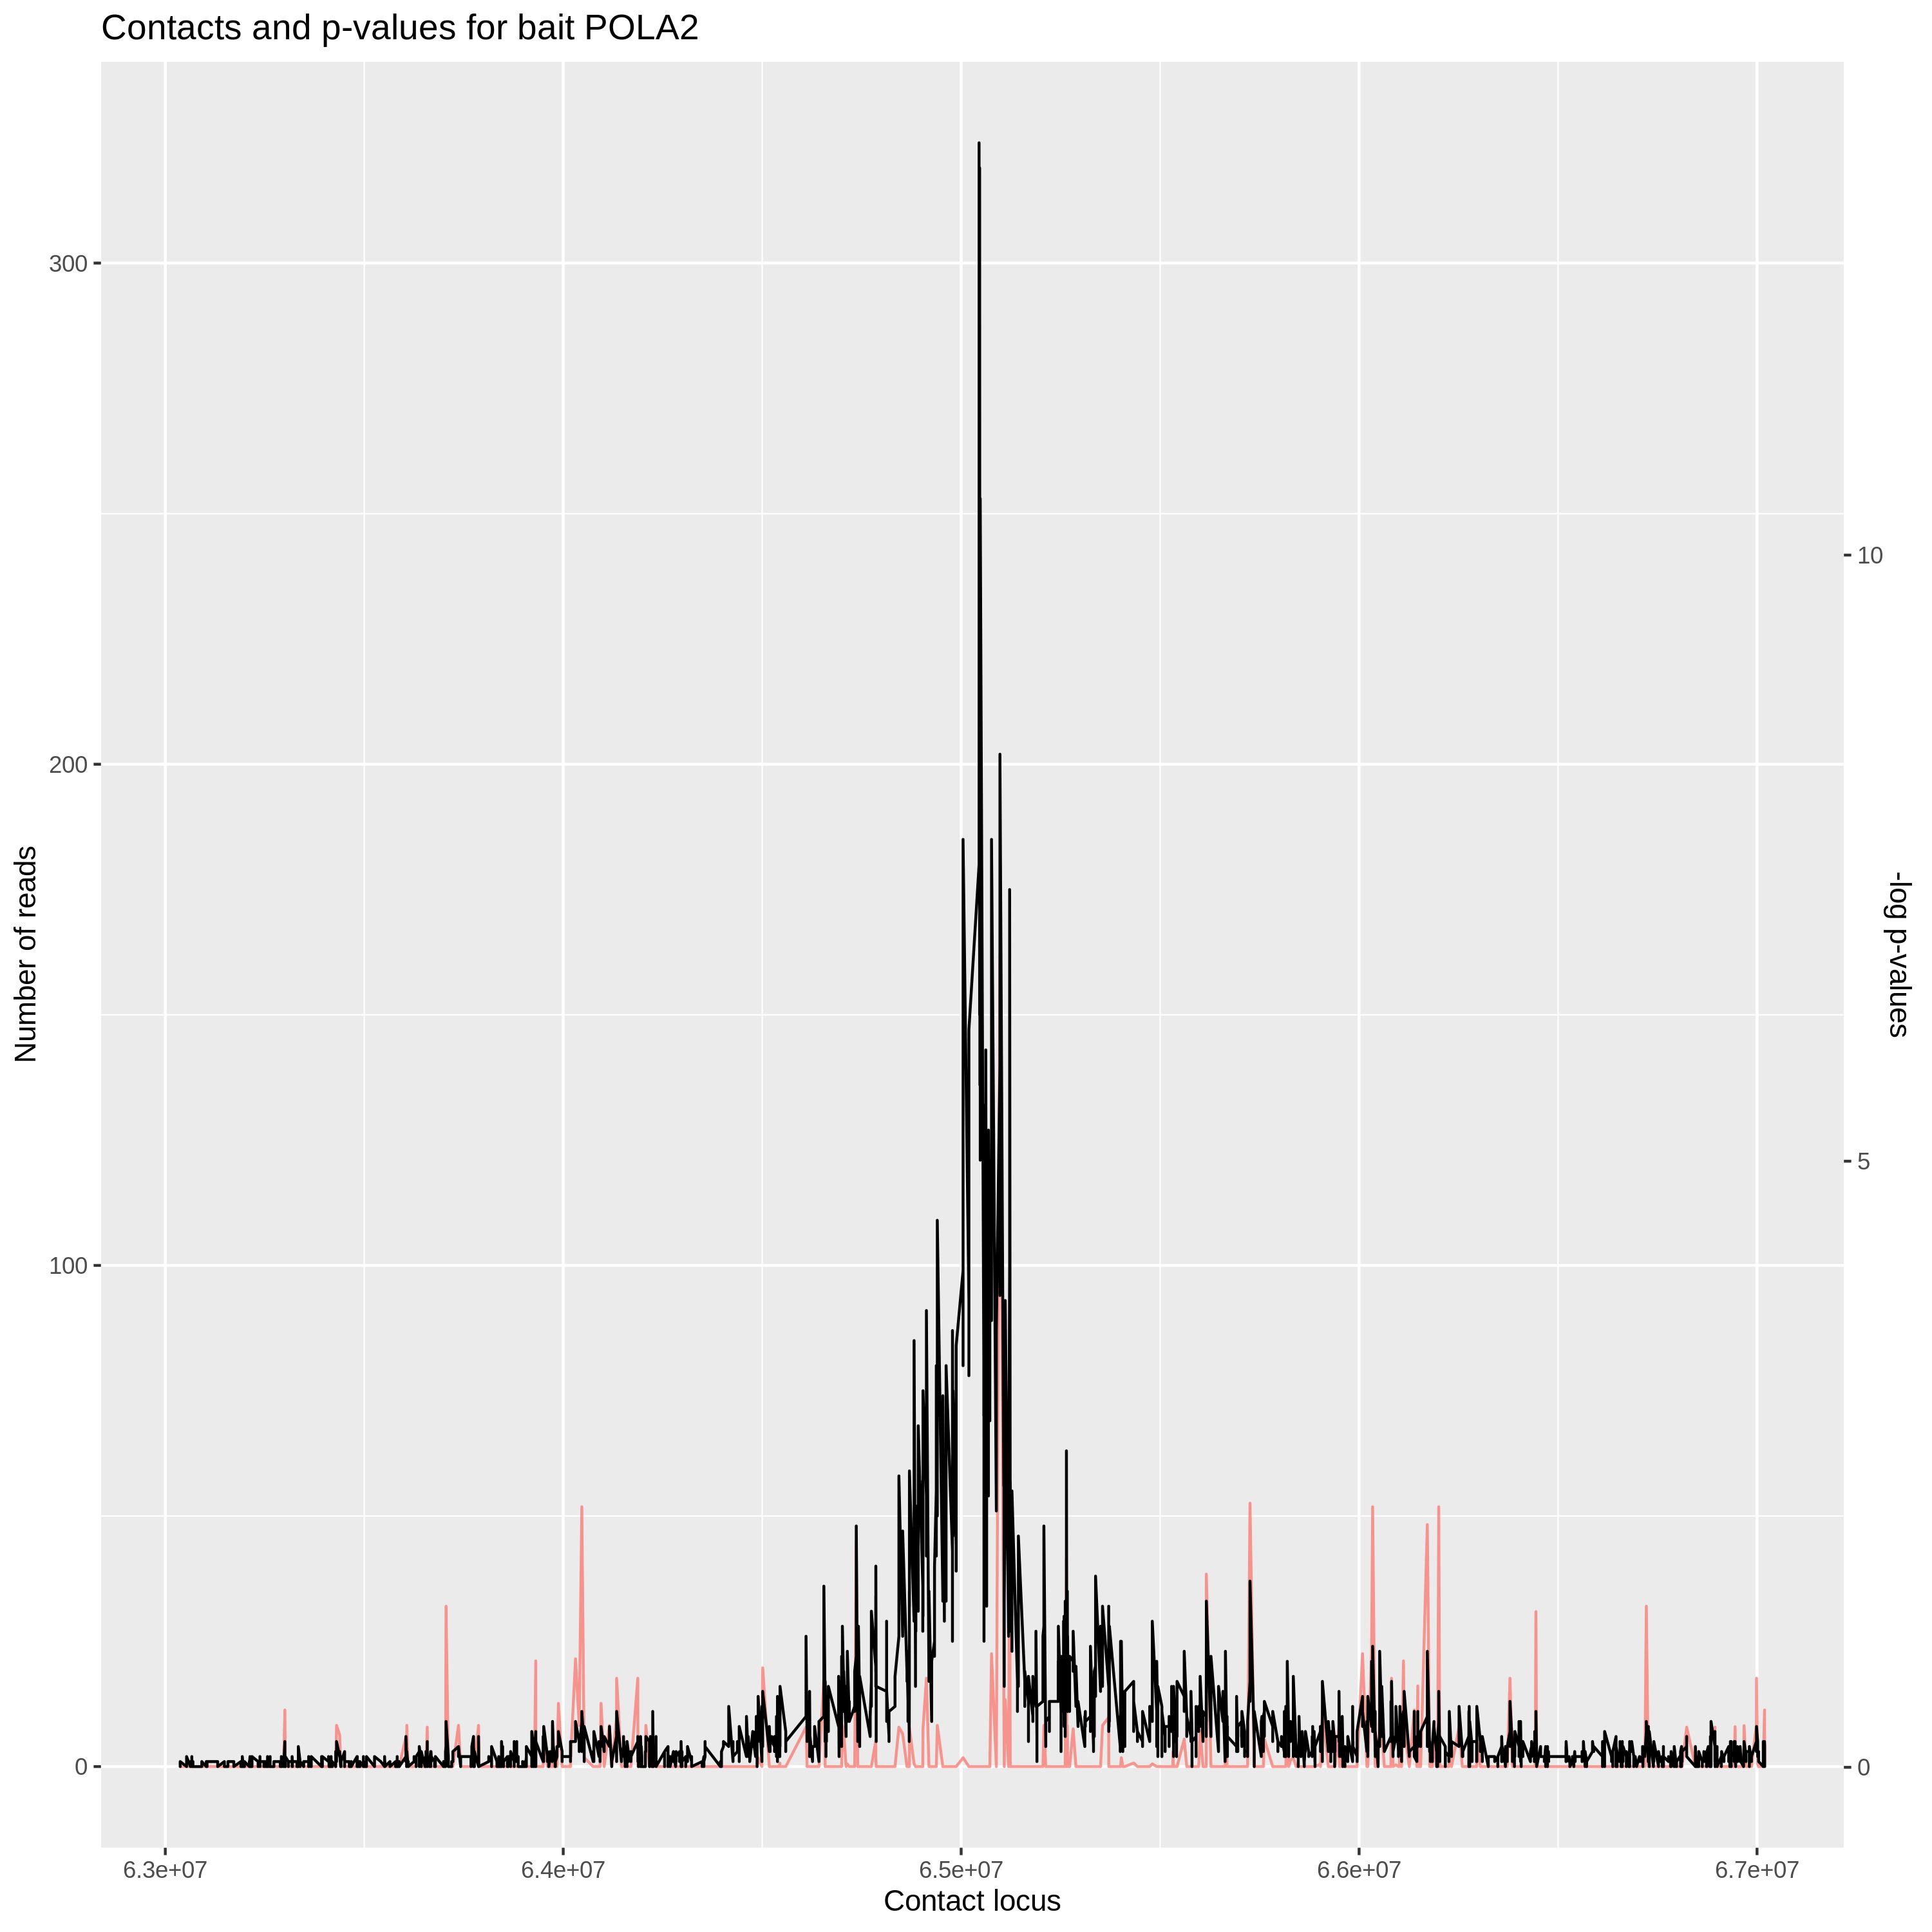 Contacts and p-values for bait POLA2
300
200
100
0
Number of reads
10
5
0
-log p-values
6.3e+07
6.4e+07
6.5e+07
6.6e+07
6.7e+07
Contact locus